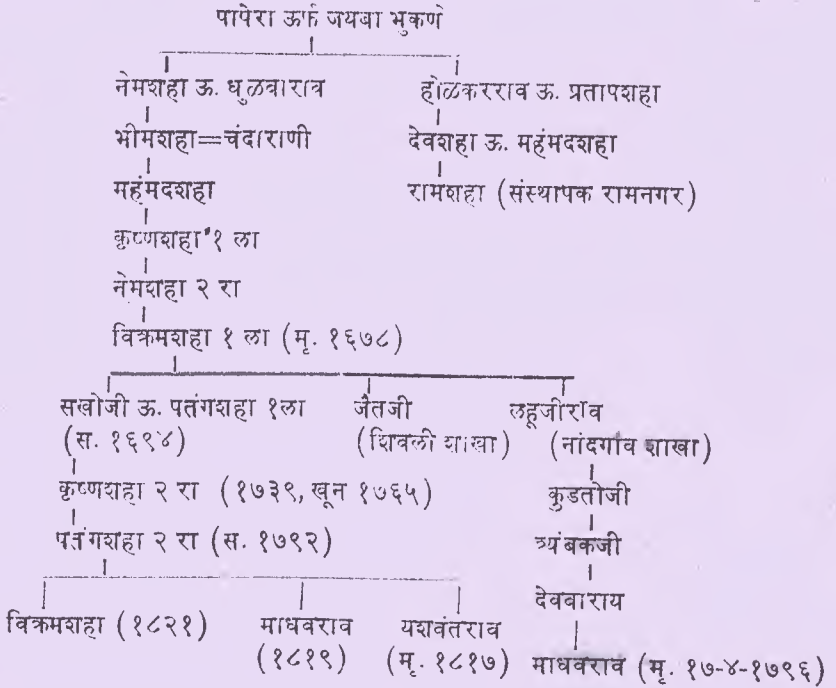 पापेरा ऊर्फ जयबा भुकणे
नेमशहा ऊ. धुळबाराव होळकरराव ऊ. प्रतापशहा
भीमशहा=चंदाराणी देवशहा ऊ. महंमदशहा
महंमदशहा रामशहा (संस्थापक रामनगर)
कृष्णशहा १ ला
नेमशहा २ रा
विक्रमशहा १ ला (मृ. १६७८)
सखोजी ऊ. पतंगशहा १ला जैतजी लहूजीराव
(स. १६९४) (शिवली शाखा) (नांदगाव शाखा)
कृष्णशहा २ रा (१७३९, खून १७६५) कुडतोजी
पतंगशहा २ रा (स. १७९२) त्र्यंबकजी
देवबाराय
विक्रमशहा (१८२१) माधवराव यशवंतराव
(१८१९) (मृ. १८१७) माधवराव (मृ. १७-४-१७९६)